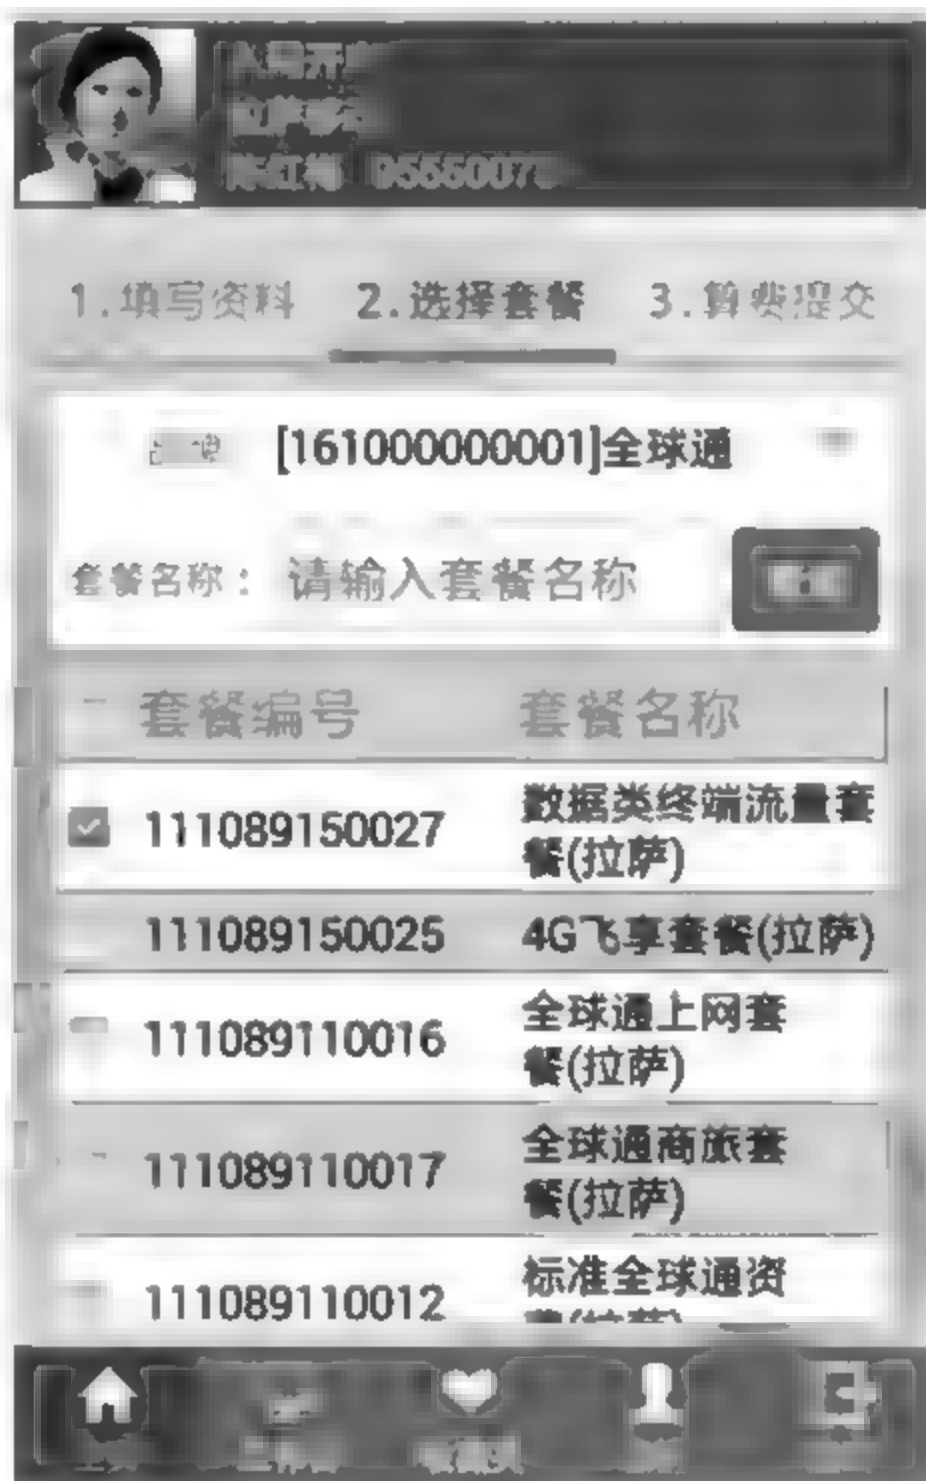 1.填写资料 2.选择套餐 3.算费提交
[161000000001]全球通
套餐名称： 请输入套餐名称
套餐编号 套餐名称
111089150027 数据类终端流量套
餐(拉萨)
111089150025 4G飞享套餐(拉萨)
111089110016 全球通上网套
餐(拉萨)
111089110017 全球通商旅套
餐(拉萨)
111089110012 标准全球通资